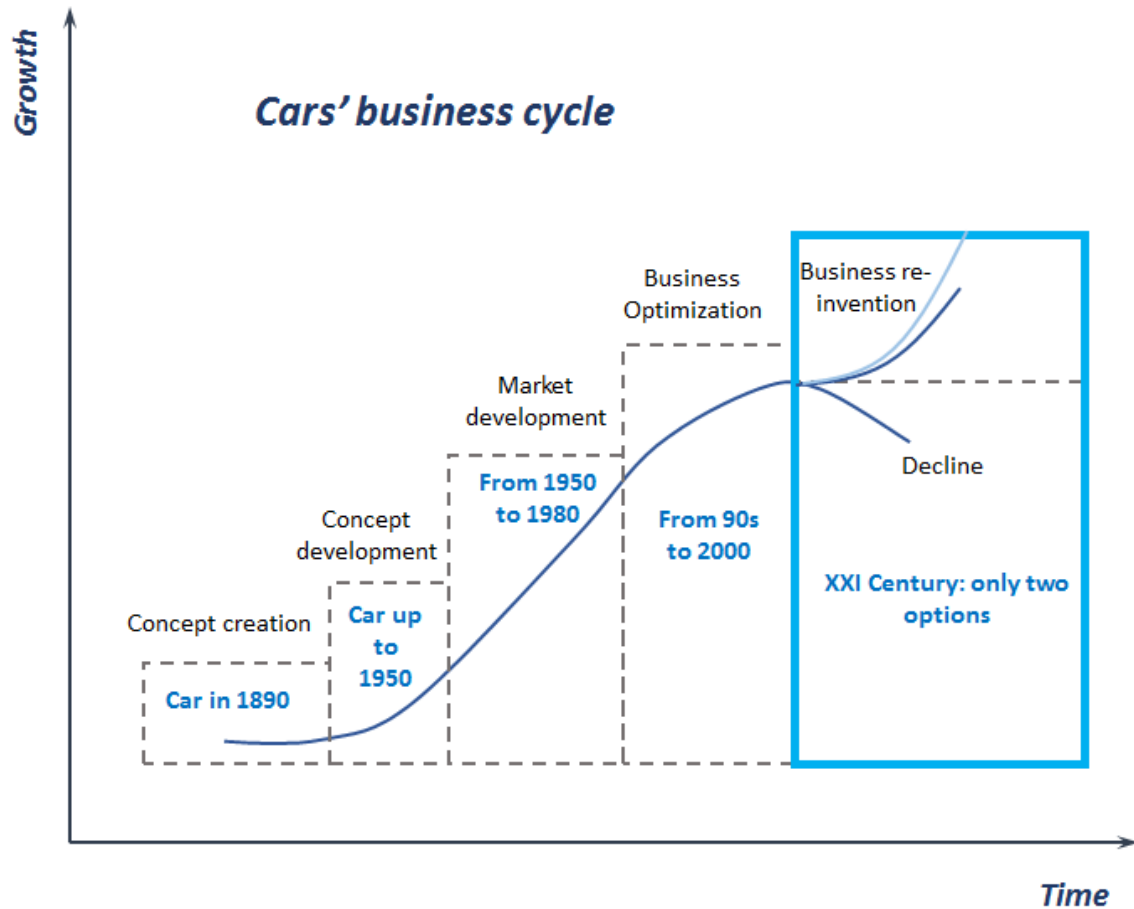 Growth
Cars' business cycle
Business re-
invention
Business
Optimization
Market
development
Decline
From 1950
to 1980
Concept
development
From 90s
to 2000
XXI Century: only two
options
Concept creation
Car up
to
1950
Car in 1890
Time